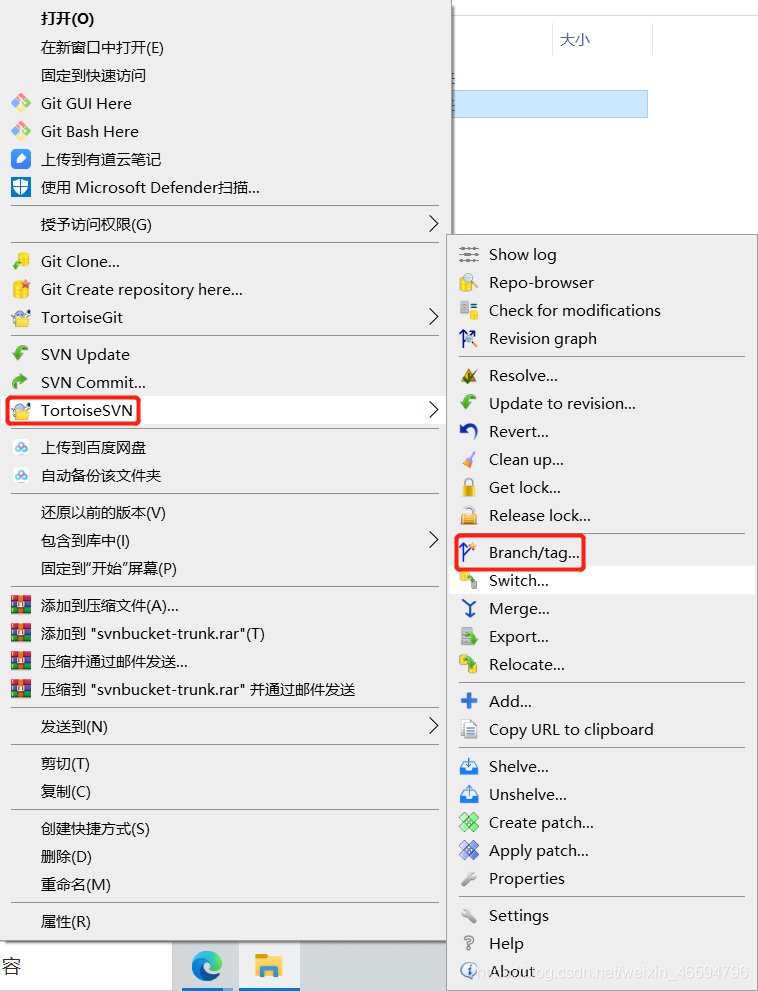 打开(O)
在新窗口中打开(E)
固定到快速访问
Git GUI Here
Git Bash Here
上传到有道云笔记
使用 Microsoft Defender扫描...
授予访问权限(G)
Git Clone...
Git Create repository here...
TortoiseGit
SVN Update
SVN Commit...
TortoiseSVN
上传到百度网盘
自动备份该文件夹
还原以前的版本(V)
包含到库中(I)
固定到“开始”屏幕(P)
添加到压缩文件(A)...
添加到 "svnbucket-trunk.rar"(T)
压缩并通过邮件发送...
压缩到 "svnbucket-trunk.rar" 并通过邮件发送
发送到(N)
剪切(T)
复制(C)
创建快捷方式(S)
删除(D)
重命名(M)
属性(R)
容
大小
Show log
Repo-browser
Check for modifications
Revision graph
Resolve...
Update to revision...
Revert...
Clean up...
Get lock...
Release lock...
Branch/tag...
Switch...
Merge...
Export...
Relocate...
Add...
Copy URL to clipboard
Shelve...
Unshelve...
Create patch...
Apply patch...
Properties
Settings
Help
About
https://blog.csdn.net/weixin_46594796